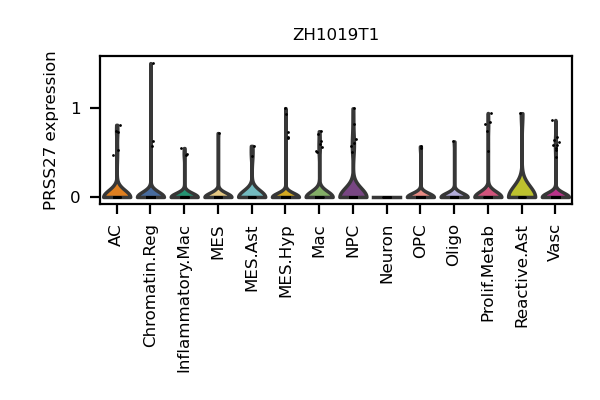 ZH1019T1
PRSS27 expression
1
0
AC
Chromatin.Reg
Inflammatory.Mac
MES
MES.Ast
MES.Hyp
Mac
NPC
Neuron
OPC
Oligo
Prolif.Metab
Reactive.Ast
Vasc